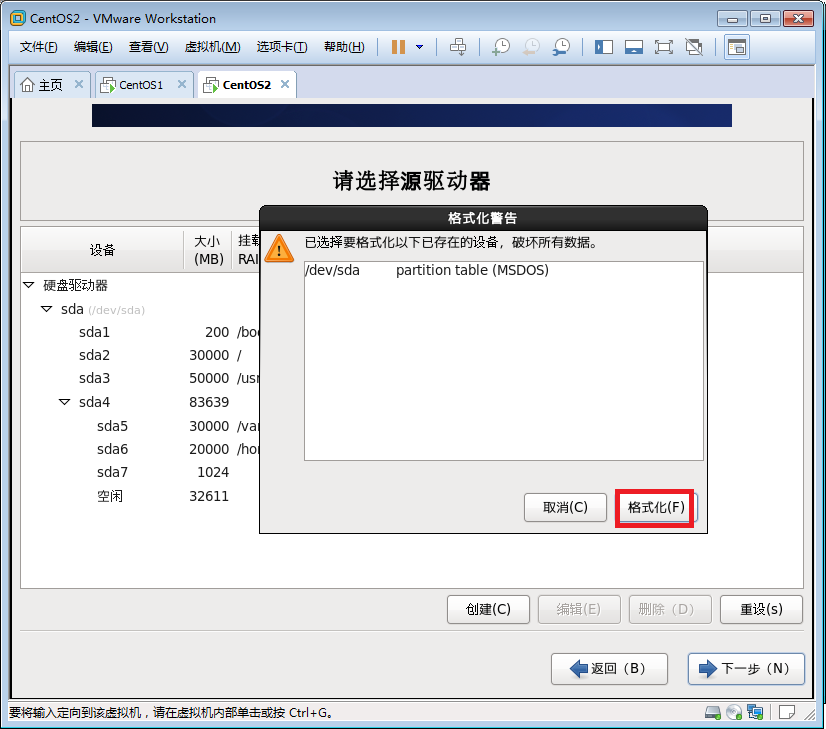 CentOS2 - VMware Workstation
文件(F) 编辑(E) 查看(V) 虚拟机(M) 选项卡(T) 帮助(H)
主页 CentOS1 CentOS2
请选择源驱动器
格式化警告
已选择要格式化以下已存在的设备，破坏所有数据。
/dev/sda partition table (MSDOS)
取消(C) 格式化(F)
设备 大小 挂载
(MB) RAI
硬盘驱动器
sda (/dev/sda)
sda1 200 /boo
sda2 30000 /
sda3 50000 /usr
sda4 83639
sda5 30000 /var
sda6 20000 /hor
sda7 1024
空闲 32611
创建(C) 编辑(E) 删除（D） 重设(s)
返回（B） 下一步（N）
要将输入定向到该虚拟机，请在虚拟机内部单击或按 Ctrl+G。